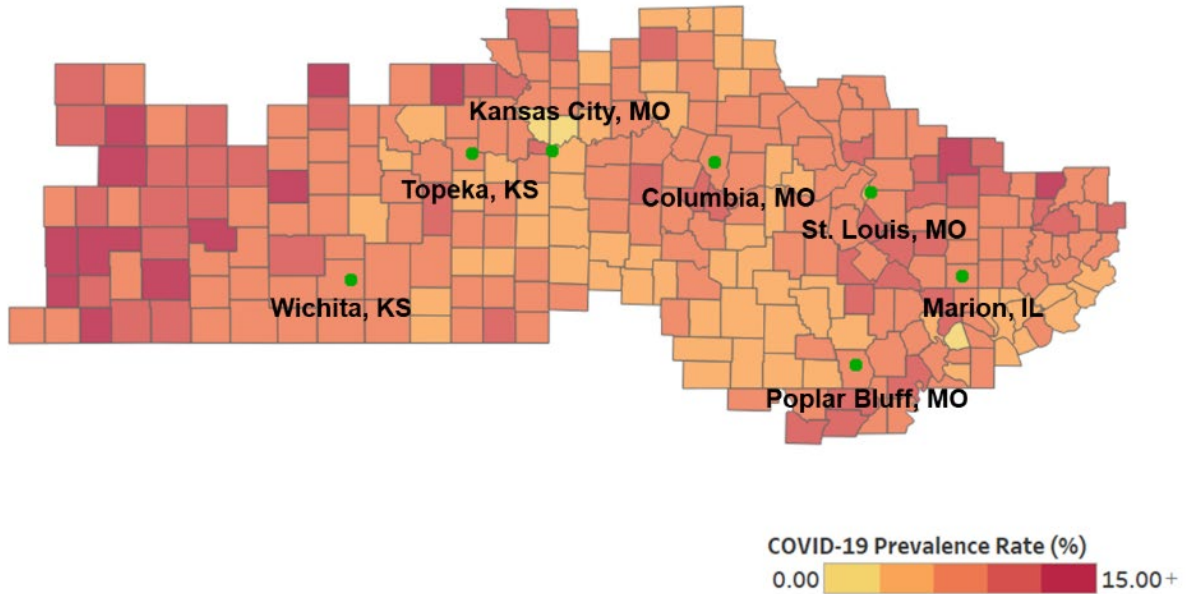 Kansas City, MO
Topeka, KS
Columbia, MO
St. Louis, MO
Wichita, KS
Marion, IL
Poplar Bluff, MO
COVID-19 Prevalence Rate (%)
0.00 15.00+